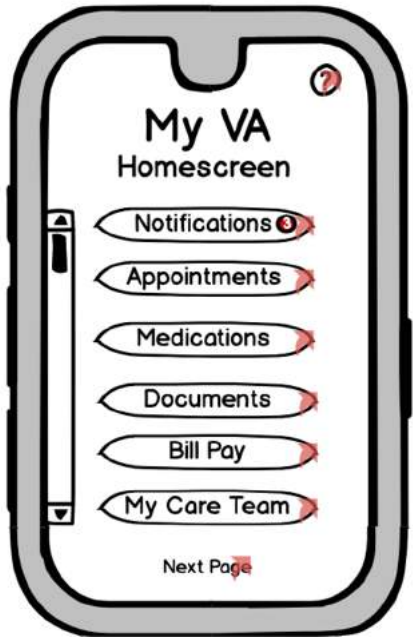 ?
My VA
Homescreen
Notifications 3
Appointments
Medications
Documents
Bill Pay
My Care Team
Next Page